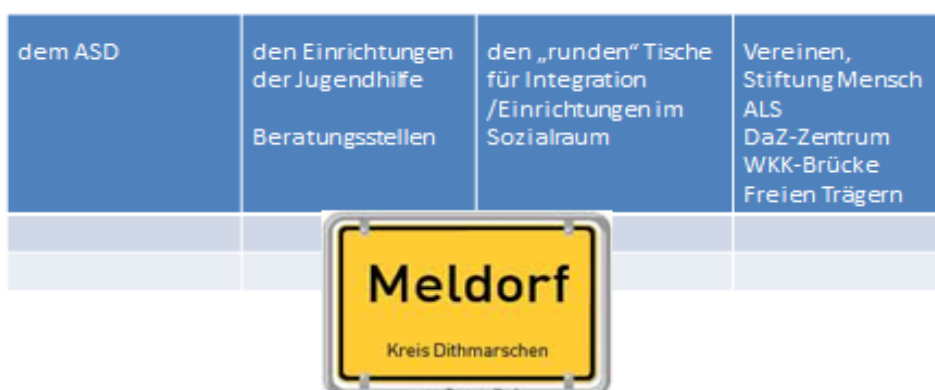 dem ASD
den Einrichtungen
der Jugendhilfe
Beratungsstellen
den „runden“ Tische
für Integration
/Einrichtungen im
Sozialraum
Vereinen,
Stiftung Mensch
ALS
DaZ-Zentrum
WKK-Brücke
Freien Trägern
Meldorf
Kreis Dithmarschen